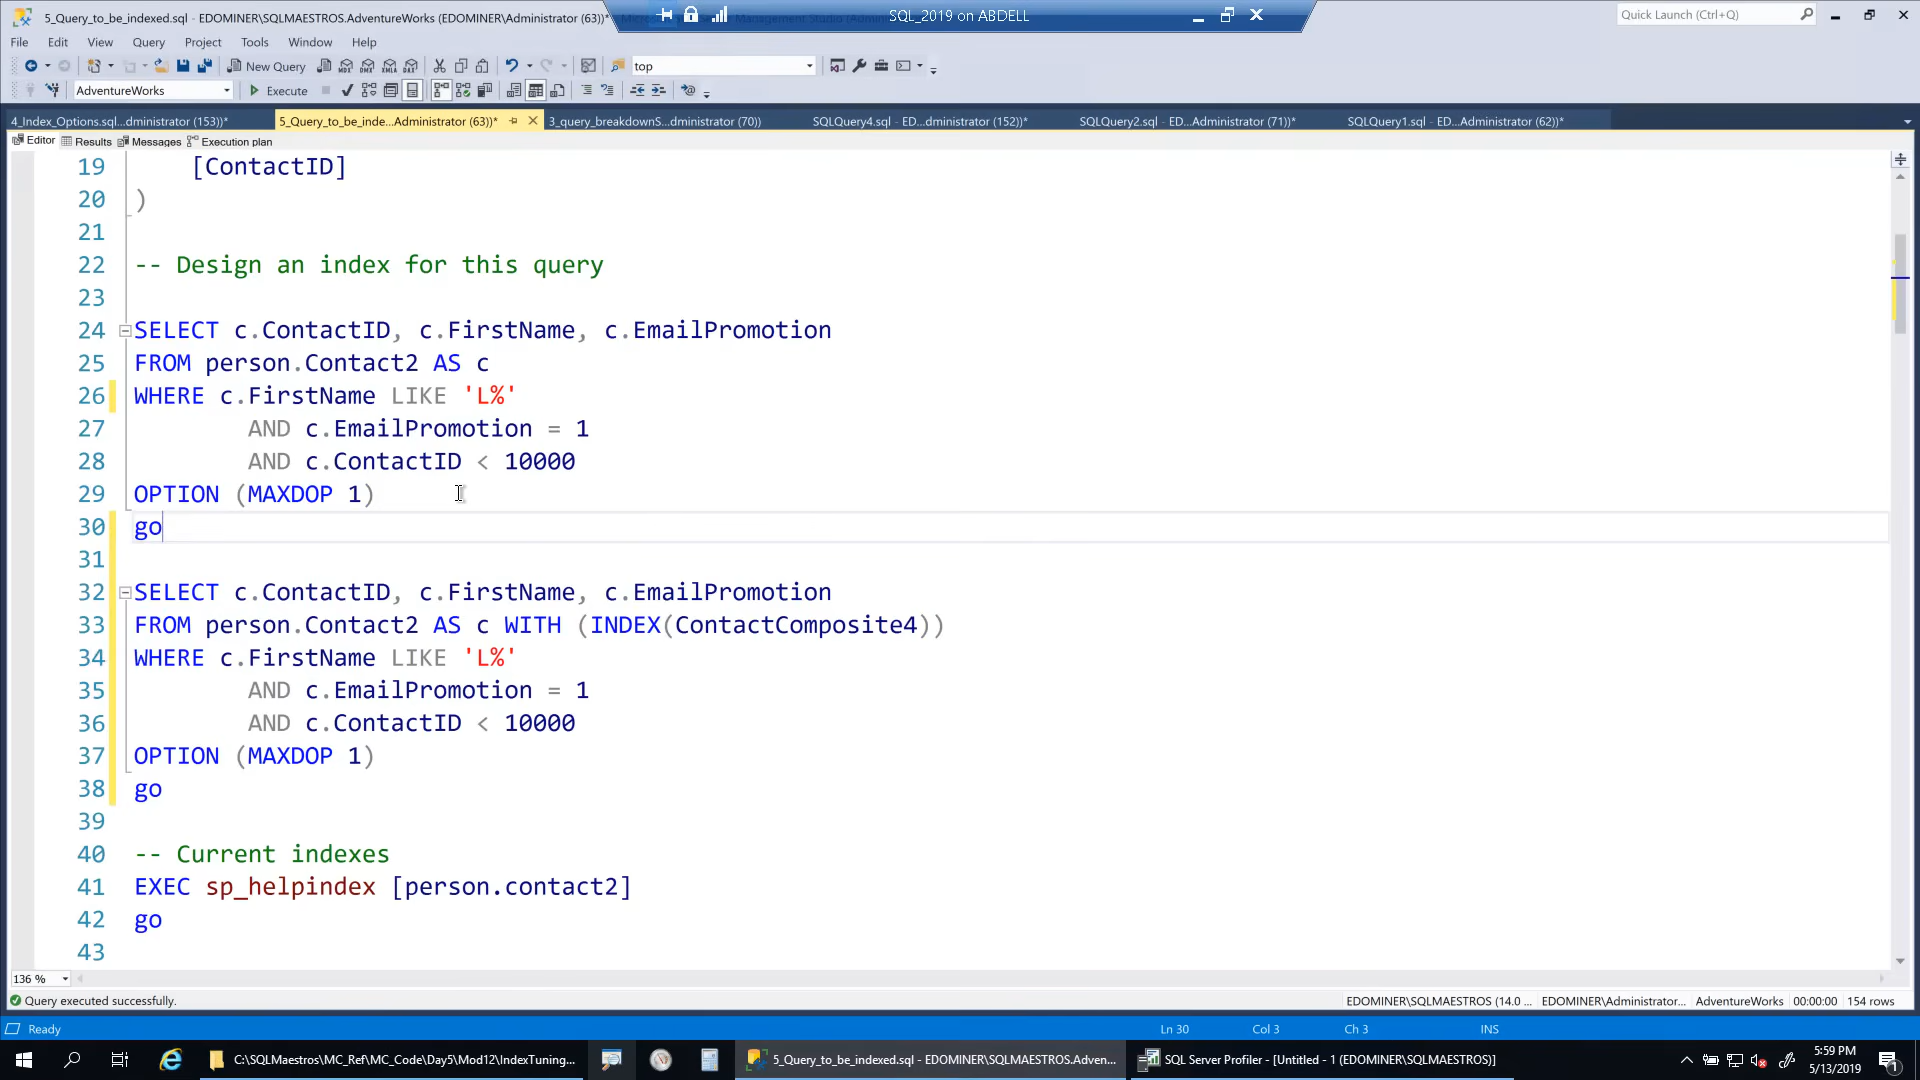 5_Query_to_be_indexed.sql - EDOMINER\SQLMAESTROS.AdventureWorks (EDOMINER\Administrator (63))*
SQL_2019 on ABDELL
Quick Launch (Ctrl+Q)
File Edit View Query Project Tools Window Help
New Query
top
AdventureWorks
Execute
4_Index_Options.sql...dministrator (153))*
5_Query_to_be_inde...Administrator (63))*
3_query_breakdownS...dministrator (70))
SQLQuery4.sql - ED...dministrator (152))*
SQLQuery2.sql - ED...Administrator (71))*
SQLQuery1.sql - ED...Administrator (62))*
Editor Results Messages Execution plan
19 [ContactID]
20 )
21
22 -- Design an index for this query
23
24 SELECT c.ContactID, c.FirstName, c.EmailPromotion
25 FROM person.Contact2 AS c
26 WHERE c.FirstName LIKE 'L%'
27 AND c.EmailPromotion = 1
28 AND c.ContactID < 10000
29 OPTION (MAXDOP 1)
30 go
31
32 SELECT c.ContactID, c.FirstName, c.EmailPromotion
33 FROM person.Contact2 AS c WITH (INDEX(ContactComposite4))
34 WHERE c.FirstName LIKE 'L%'
35 AND c.EmailPromotion = 1
36 AND c.ContactID < 10000
37 OPTION (MAXDOP 1)
38 go
39
40 -- Current indexes
41 EXEC sp_helpindex [person.contact2]
42 go
43
136 %
Query executed successfully.
EDOMINER\SQLMAESTROS (14.0 ... EDOMINER\Administrator... AdventureWorks 00:00:00 154 rows
Ready Ln 30 Col 3 Ch 3 INS
C:\SQLMaestros\MC_Ref\MC_Code\Day5\Mod12\IndexTuning...
5_Query_to_be_indexed.sql - EDOMINER\SQLMAESTROS.Adven...
SQL Server Profiler - [Untitled - 1 (EDOMINER\SQLMAESTROS)]
5:59 PM
5/13/2019
1